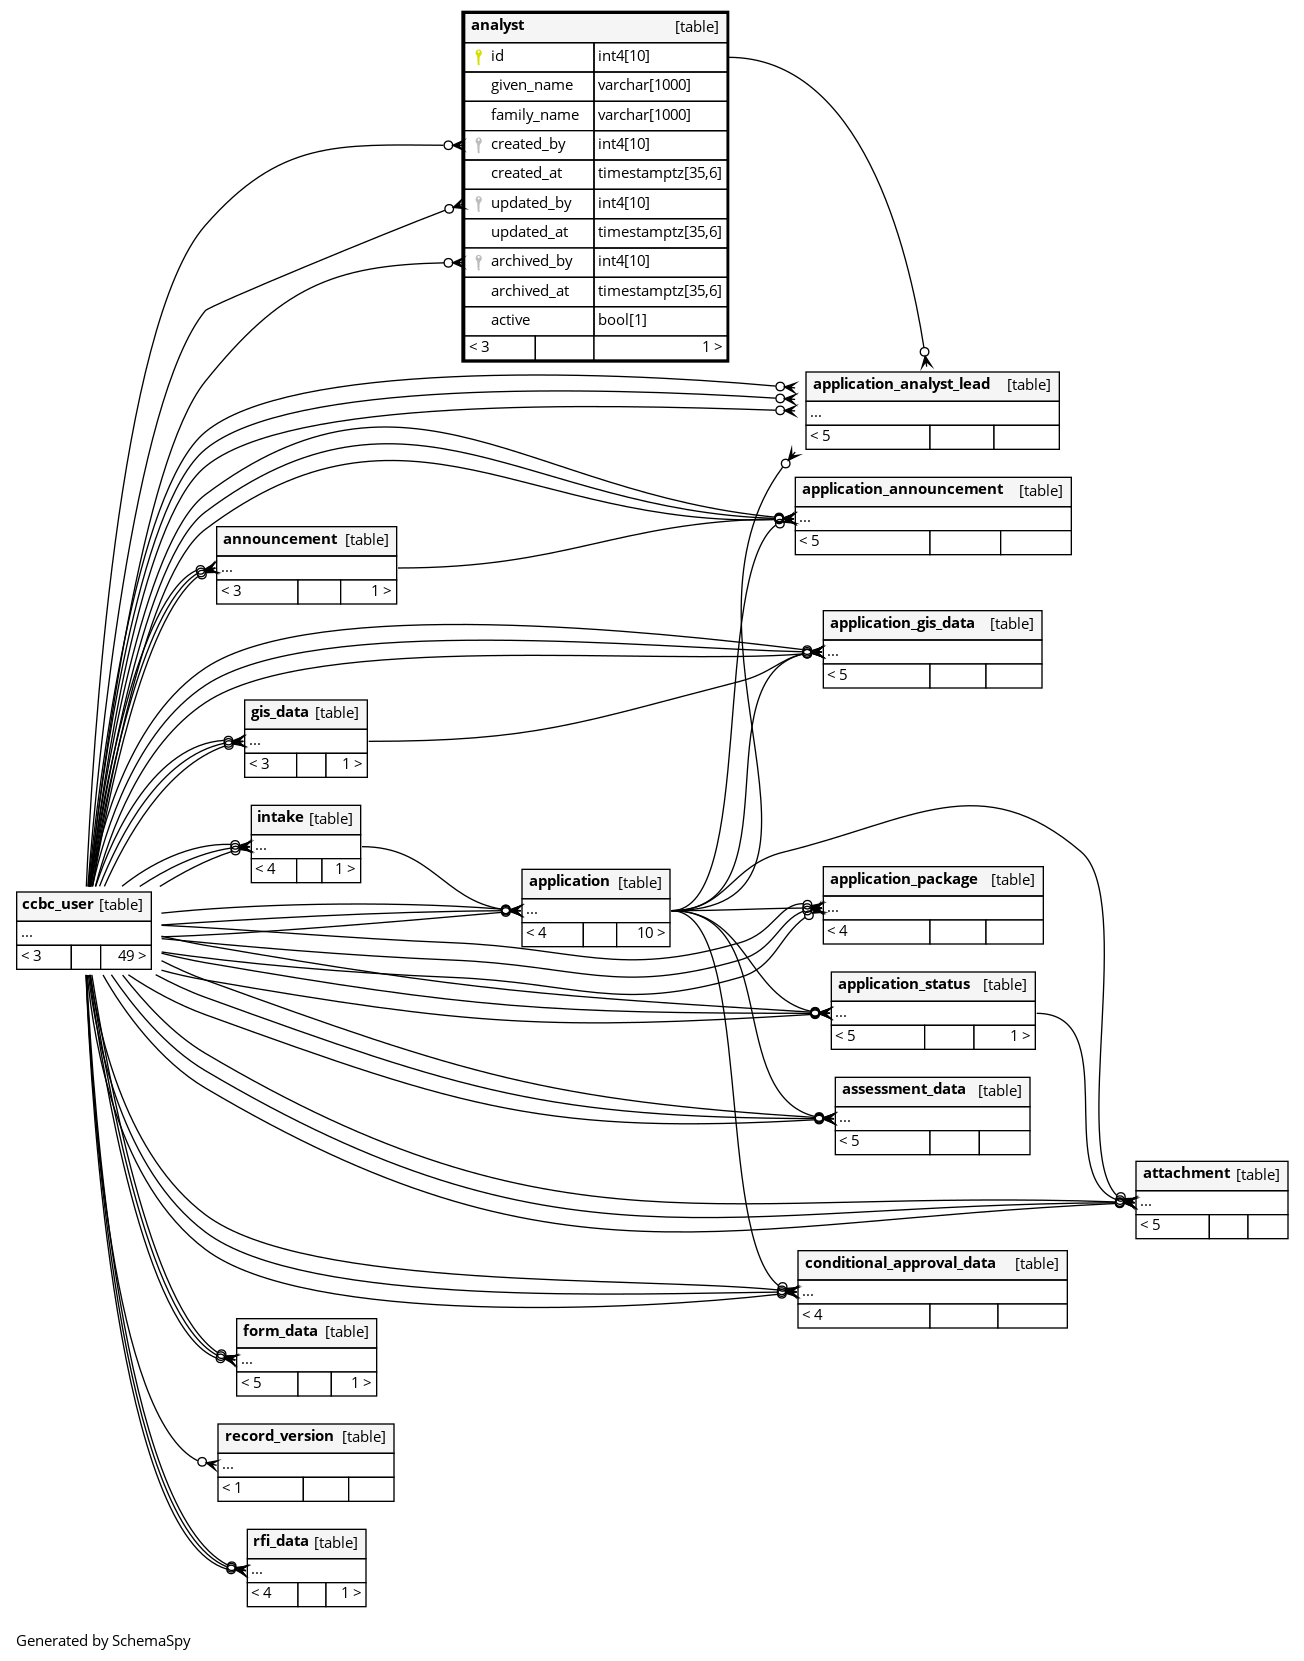 analyst [table]
id int4[10]
given_name varchar[1000]
family_name varchar[1000]
created_by int4[10]
created_at timestamptz[35,6]
updated_by int4[10]
updated_at timestamptz[35,6]
archived_by int4[10]
archived_at timestamptz[35,6]
active bool[1]
< 3 1 >
application_analyst_lead [table]
...
< 5
application_announcement [table]
...
< 5
announcement [table]
...
< 3 1 >
application_gis_data [table]
...
< 5
gis_data [table]
...
< 3 1 >
intake [table]
...
< 4 1 >
application [table]
...
< 4 10 >
application_package [table]
...
< 4
ccbc_user [table]
...
< 3 49 >
application_status [table]
...
< 5 1 >
assessment_data [table]
...
< 5
attachment [table]
...
< 5
conditional_approval_data [table]
...
< 4
form_data [table]
...
< 5 1 >
record_version [table]
...
< 1
rfi_data [table]
...
< 4 1 >
Generated by SchemaSpy